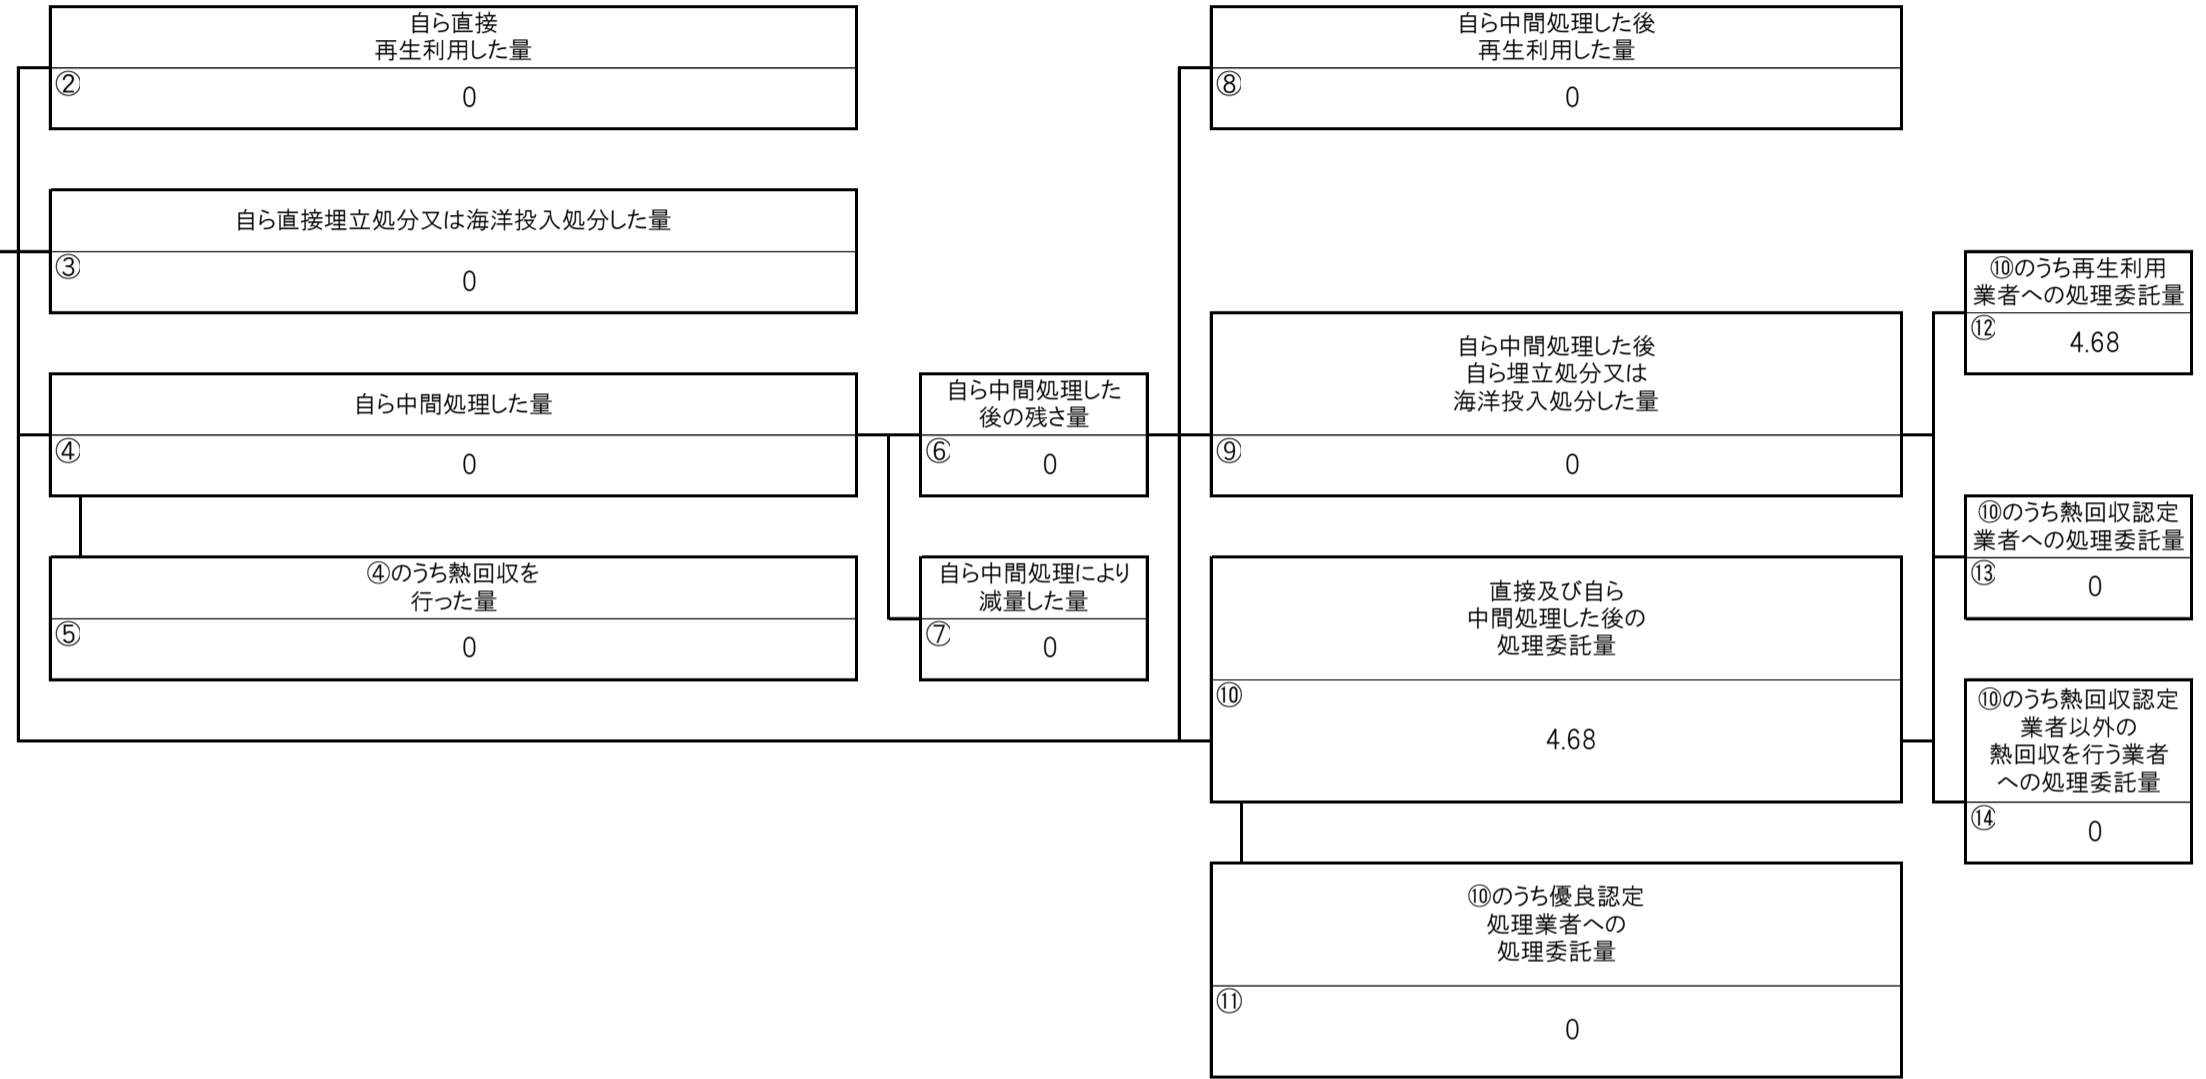 自ら直接
再生利用した量
②
0
自ら直接埋立処分又は海洋投入処分した量
③
0
自ら中間処理した量
④
0
④のうち熱回収を
行った量
⑤
0
自ら中間処理した
後の残さ量
⑥
0
自ら中間処理により
減量した量
⑦
0
自ら中間処理した後
再生利用した量
⑧
0
自ら中間処理した後
自ら埋立処分又は
海洋投入処分した量
⑨
0
直接及び自ら
中間処理した後の
処理委託量
⑩
4.68
⑩のうち優良認定
処理業者への
処理委託量
⑪
0
⑩のうち再生利用
業者への処理委託量
⑫
4.68
⑩のうち熱回収認定
業者への処理委託量
⑬
0
⑩のうち熱回収認定
業者以外の
熱回収を行う業者
への処理委託量
⑭
0